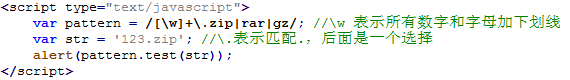 <script type="text/javascript">
var pattern = /[\w]+\.zip|rar|gz/; //\w 表示所有数字和字母加下划线
var str = '123.zip'; //\.表示匹配.，后面是一个选择
alert(pattern.test(str));
</script>